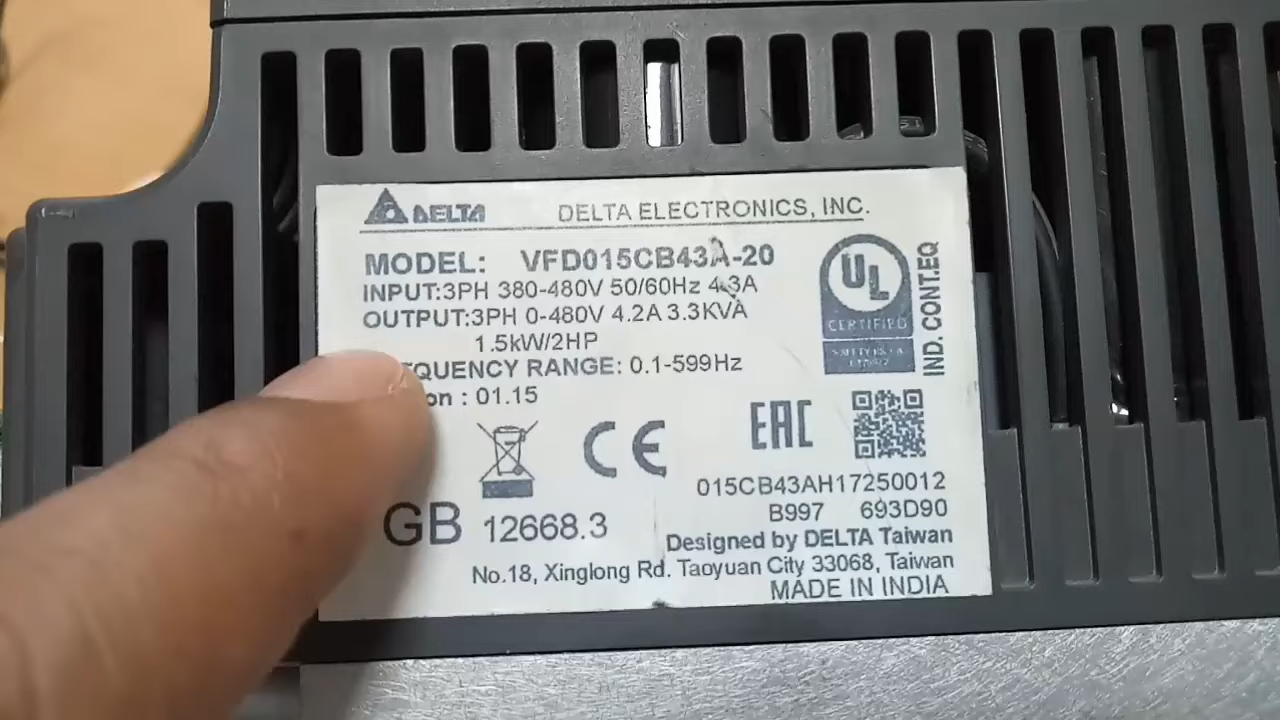 DELTA
DELTA ELECTRONICS, INC.
MODEL: VFD015CB43A-20
INPUT:3PH 380-480V 50/60Hz 4.3A
OUTPUT:3PH 0-480V 4.2A 3.3KVA
1.5kW/2HP
QUENCY RANGE: 0.1-599Hz
on : 01.15
UL
CERTIFIED
IND. CONT.EQ
CE
EAC
015CB43AH17250012
B997 693D90
GB 12668.3
Designed by DELTA Taiwan
No.18, Xinglong Rd. Taoyuan City 33068, Taiwan
MADE IN INDIA